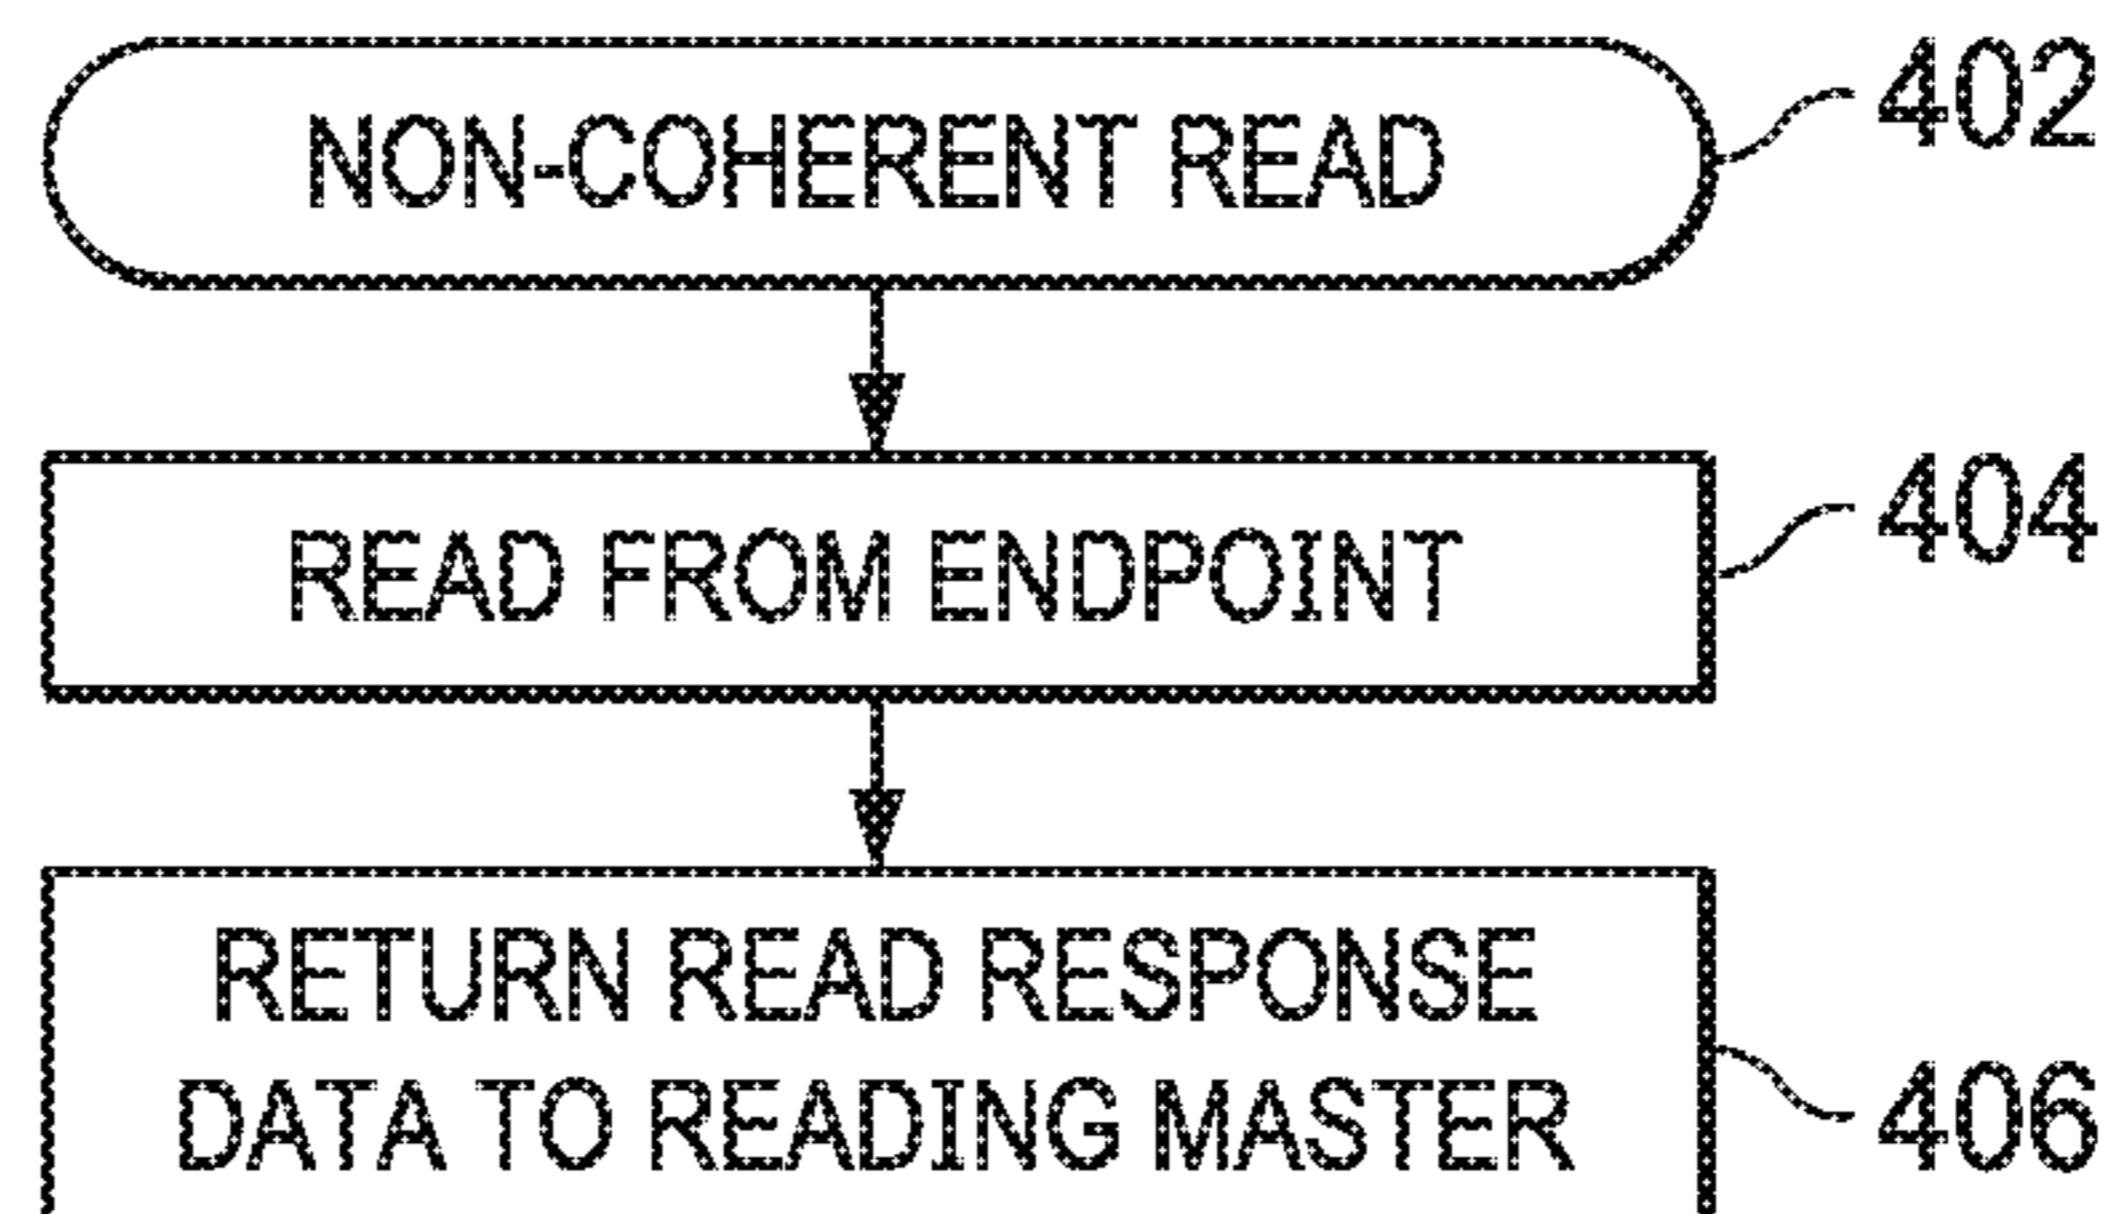 NON-COHERENT READ
402
READ FROM ENDPOINT
404
RETURN READ RESPONSE
DATA TO READING MASTER
406